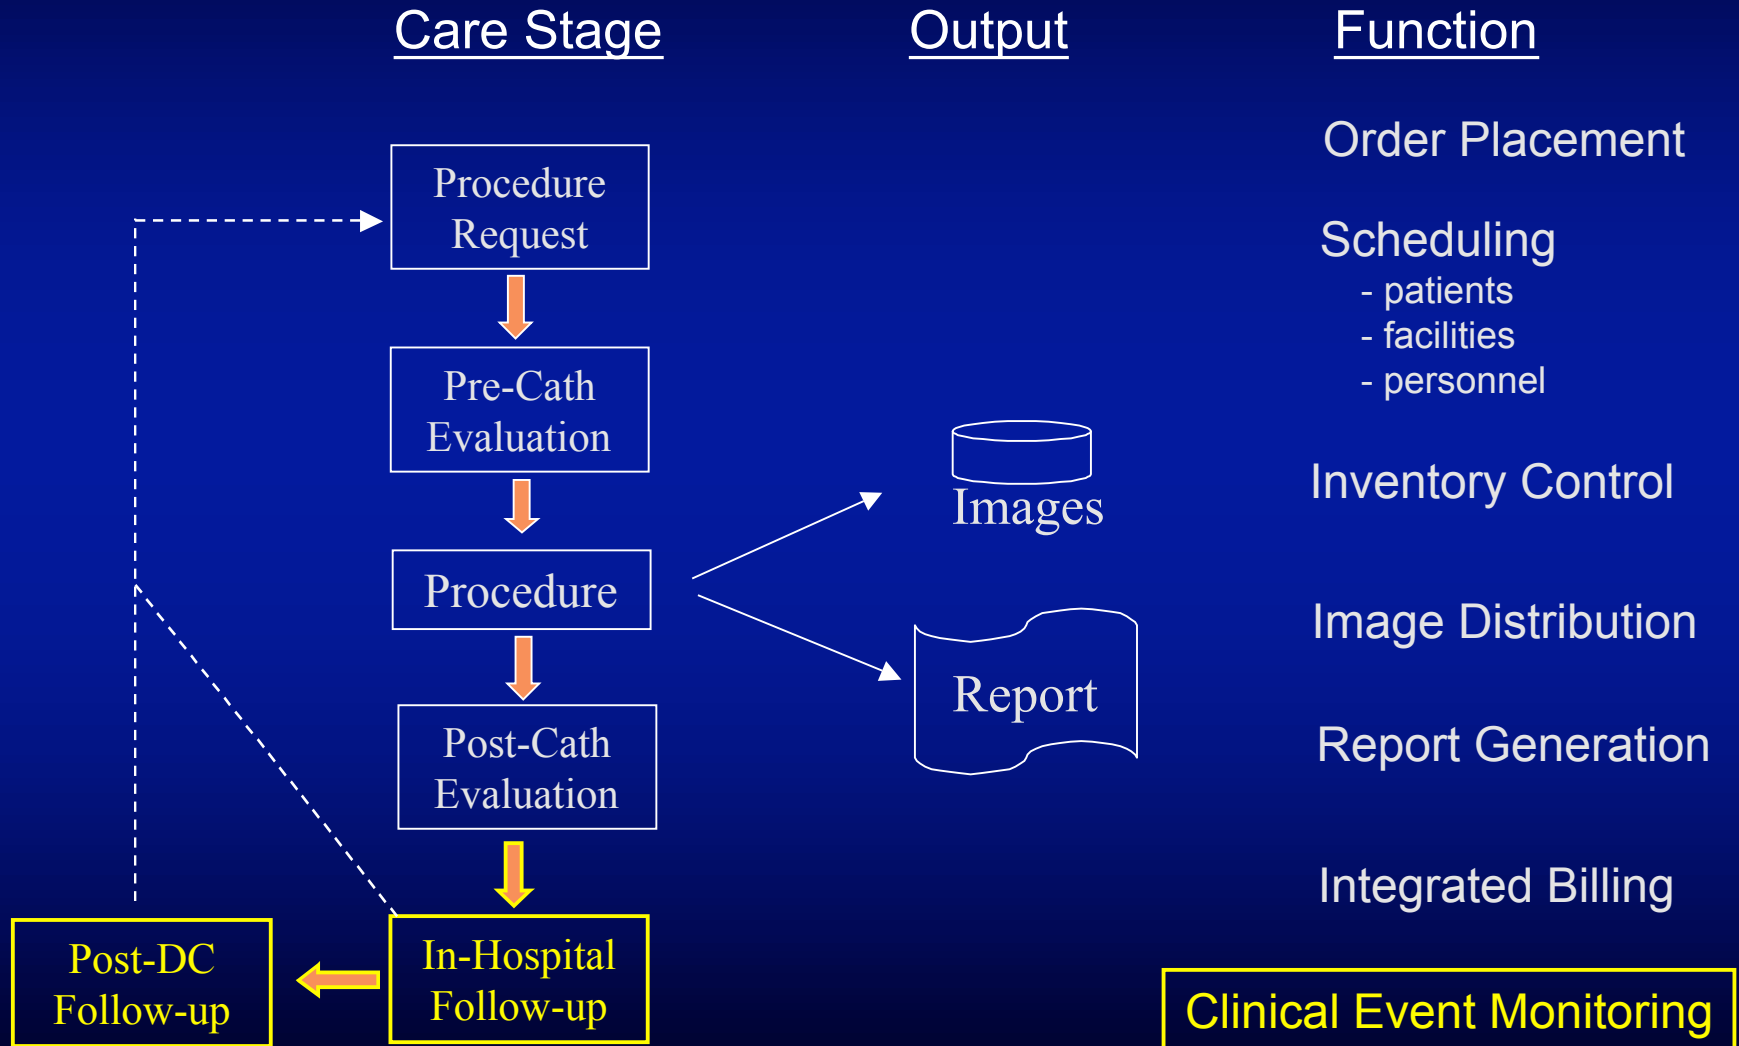 Care Stage
Output
Function
Procedure
Request
Pre-Cath
Evaluation
Procedure
Post-Cath
Evaluation
In-Hospital
Follow-up
Post-DC
Follow-up
Images
Report
Order Placement
Scheduling
- patients
- facilities
- personnel
Inventory Control
Image Distribution
Report Generation
Integrated Billing
Clinical Event Monitoring